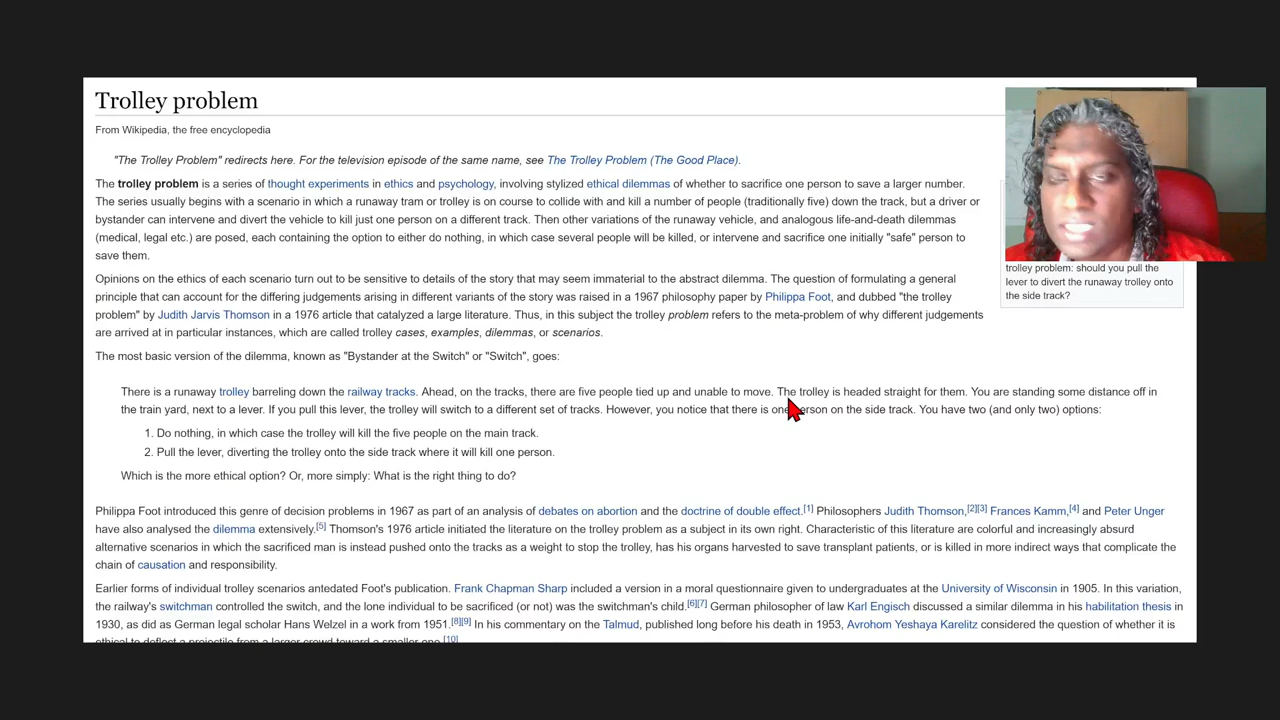 Trolley problem
From Wikipedia, the free encyclopedia
"The Trolley Problem" redirects here. For the television episode of the same name, see The Trolley Problem (The Good Place).
The trolley problem is a series of thought experiments in ethics and psychology, involving stylized ethical dilemmas of whether to sacrifice one person to save a larger number.
The series usually begins with a scenario in which a runaway tram or trolley is on course to collide with and kill a number of people (traditionally five) down the track, but a driver or
bystander can intervene and divert the vehicle to kill just one person on a different track. Then other variations of the runaway vehicle, and analogous life-and-death dilemmas
(medical, legal etc.) are posed, each containing the option to either do nothing, in which case several people will be killed, or intervene and sacrifice one initially "safe" person to
save them.
trolley problem: should you pull the
lever to divert the runaway trolley onto
the side track?
Opinions on the ethics of each scenario turn out to be sensitive to details of the story that may seem immaterial to the abstract dilemma. The question of formulating a general
principle that can account for the differing judgements arising in different variants of the story was raised in a 1967 philosophy paper by Philippa Foot, and dubbed "the trolley
problem" by Judith Jarvis Thomson in a 1976 article that catalyzed a large literature. Thus, in this subject the trolley problem refers to the meta-problem of why different judgements
are arrived at in particular instances, which are called trolley cases, examples, dilemmas, or scenarios.
The most basic version of the dilemma, known as "Bystander at the Switch" or "Switch", goes:
There is a runaway trolley barreling down the railway tracks. Ahead, on the tracks, there are five people tied up and unable to move. The trolley is headed straight for them. You are standing some distance off in
the train yard, next to a lever. If you pull this lever, the trolley will switch to a different set of tracks. However, you notice that there is one person on the side track. You have two (and only two) options:
1. Do nothing, in which case the trolley will kill the five people on the main track.
2. Pull the lever, diverting the trolley onto the side track where it will kill one person.
Which is the more ethical option? Or, more simply: What is the right thing to do?
Philippa Foot introduced this genre of decision problems in 1967 as part of an analysis of debates on abortion and the doctrine of double effect.[1] Philosophers Judith Thomson,[2][3] Frances Kamm,[4] and Peter Unger
have also analysed the dilemma extensively.[5] Thomson's 1976 article initiated the literature on the trolley problem as a subject in its own right. Characteristic of this literature are colorful and increasingly absurd
alternative scenarios in which the sacrificed man is instead pushed onto the tracks as a weight to stop the trolley, has his organs harvested to save transplant patients, or is killed in more indirect ways that complicate the
chain of causation and responsibility.
Earlier forms of individual trolley scenarios antedated Foot's publication. Frank Chapman Sharp included a version in a moral questionnaire given to undergraduates at the University of Wisconsin in 1905. In this variation,
the railway's switchman controlled the switch, and the lone individual to be sacrificed (or not) was the switchman's child.[6][7] German philosopher of law Karl Engisch discussed a similar dilemma in his habilitation thesis in
1930, as did as German legal scholar Hans Welzel in a work from 1951.[8][9] In his commentary on the Talmud, published long before his death in 1953, Avrohom Yeshaya Karelitz considered the question of whether it is
ethical to deflect a projectile from a larger crowd toward a smaller one.[10]